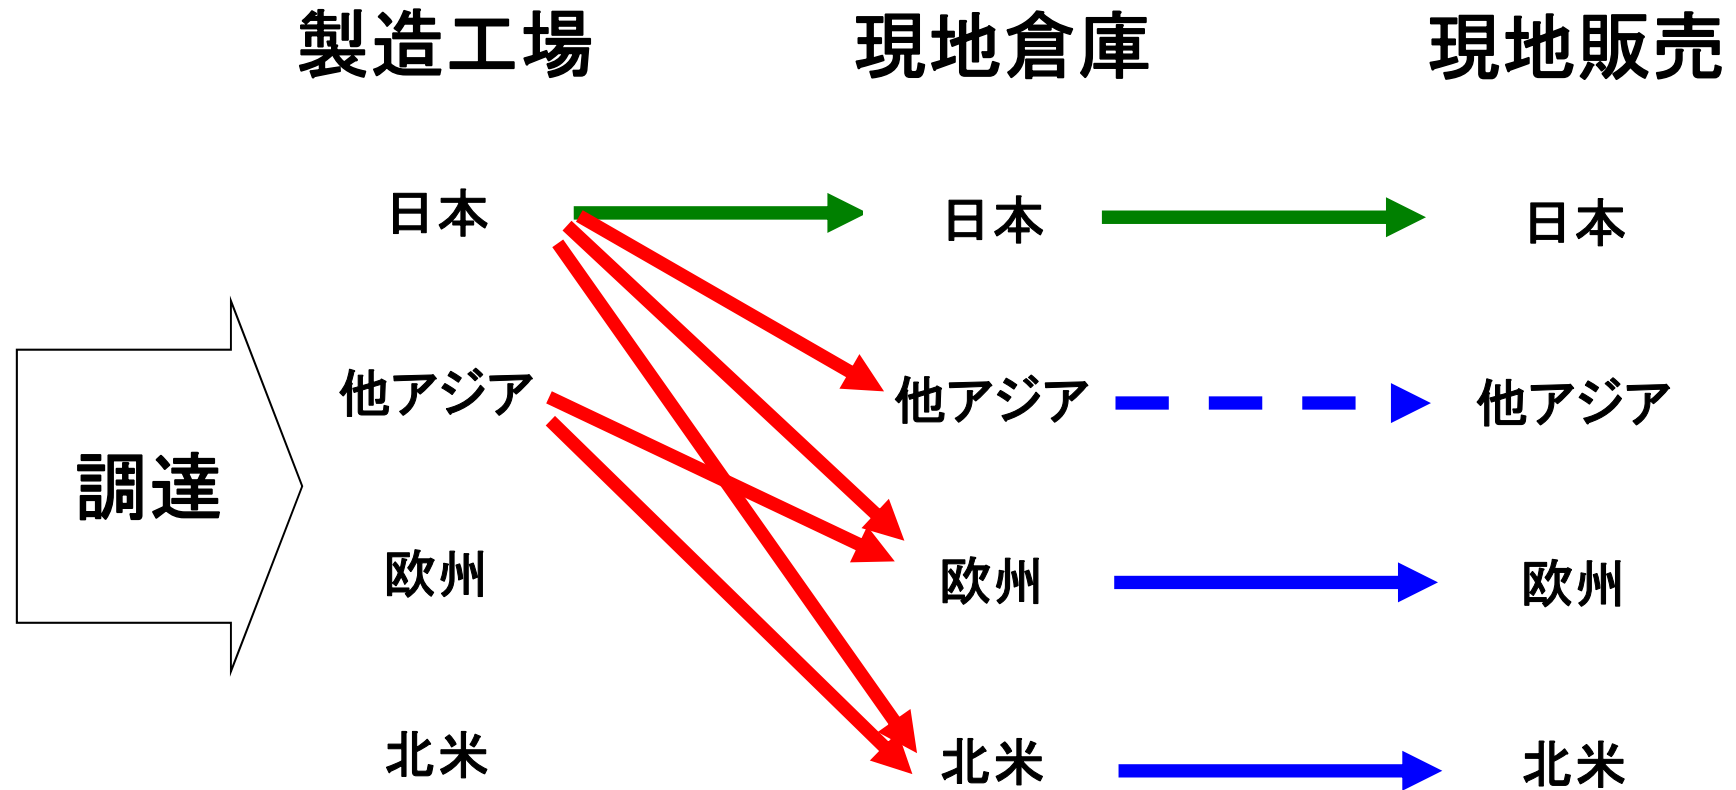 製造工場 現地倉庫 現地販売
日本 日本 日本
他アジア 他アジア 他アジア
調達
欧州 欧州 欧州
北米 北米 北米